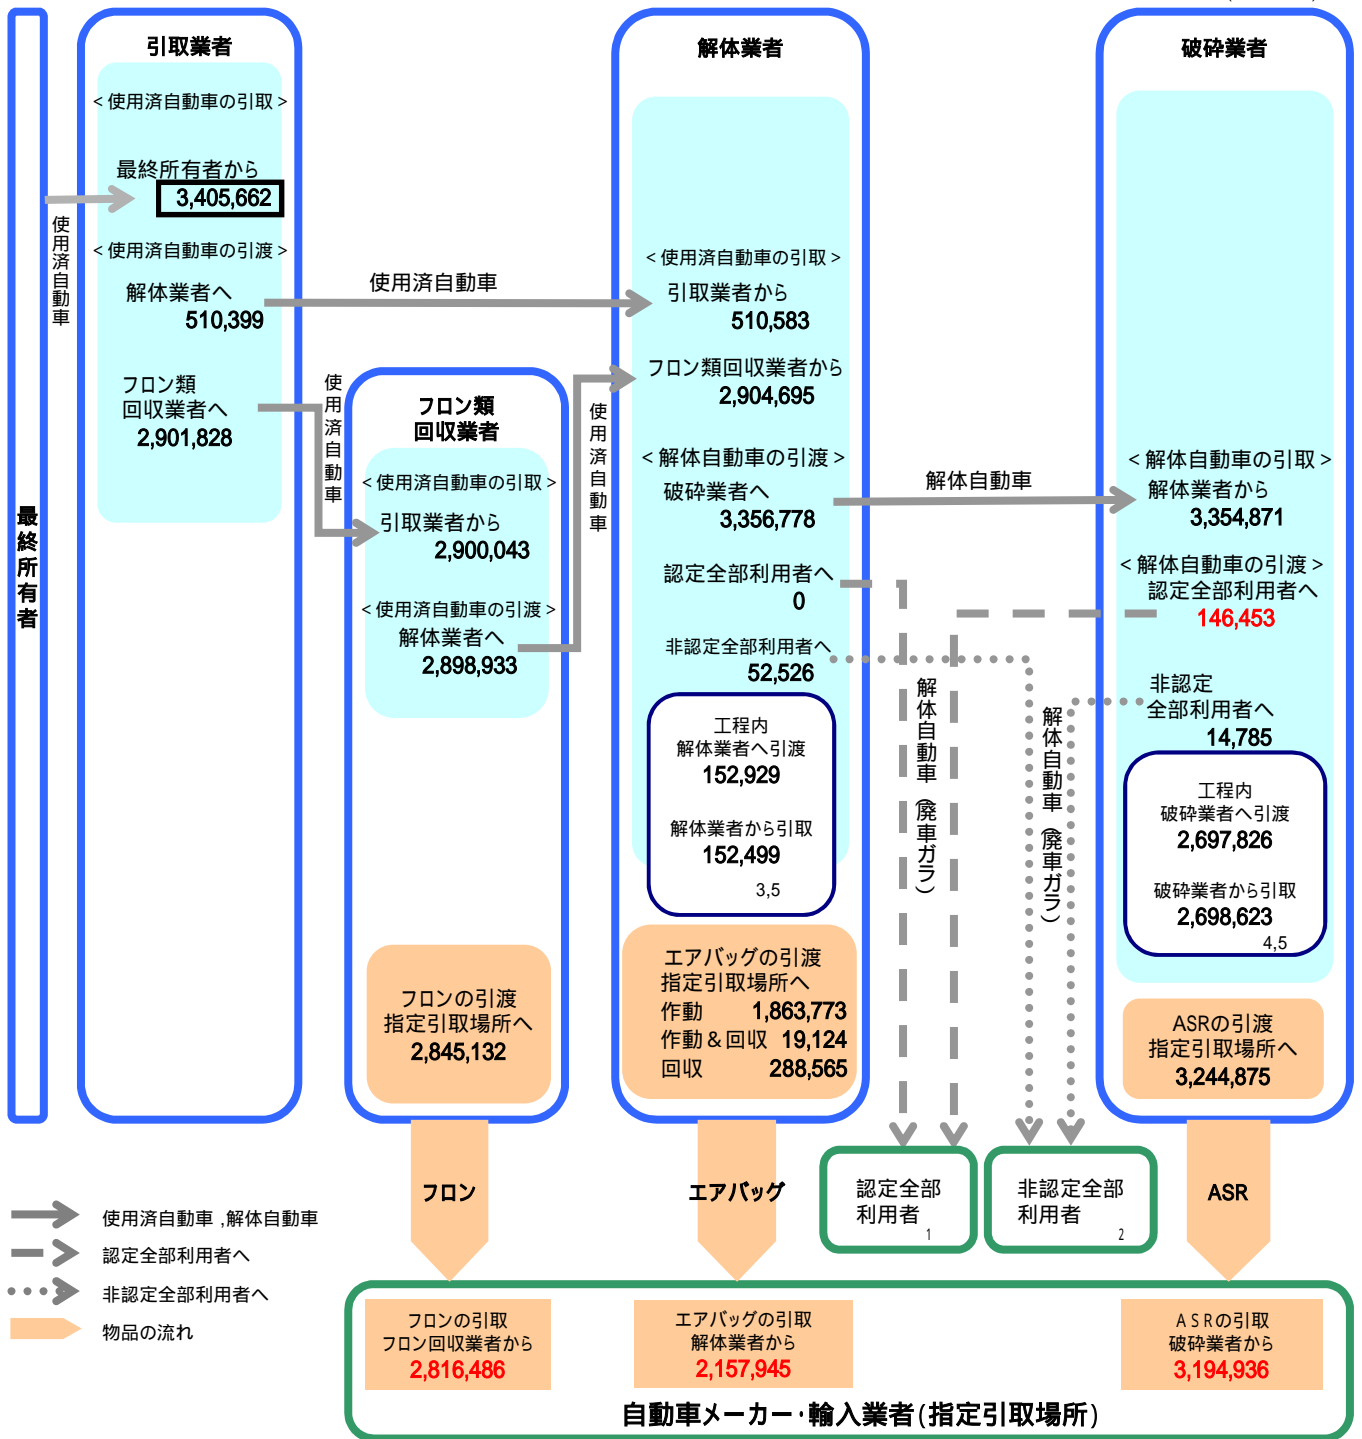 引取業者
<使用済自動車の引取>
最終所有者から
3,405,662
<使用済自動車の引渡>
解体業者へ
510,399
フロン類
回収業者へ
2,901,828
使用済自動車
最終所有者
使用済自動車
使用済自動車
フロン類
回収業者
<使用済自動車の引取>
引取業者から
2,900,043
<使用済自動車の引渡>
解体業者へ
2,898,933
フロンの引渡
指定引取場所へ
2,845,132
使用済自動車
解体業者
<使用済自動車の引取>
引取業者から
510,583
フロン類回収業者から
2,904,695
<解体自動車の引渡>
破砕業者へ
3,356,778
認定全部利用者へ
0
非認定全部利用者へ
52,526
工程内
解体業者へ引渡
152,929
解体業者から引取
152,499
3,5
エアバッグの引渡
指定引取場所へ
作動 1,863,773
作動&回収 19,124
回収 288,565
解体自動車
解体自動車(廃車ガラ)
解体自動車(廃車ガラ)
破砕業者
<解体自動車の引取>
解体業者から
3,354,871
<解体自動車の引渡>
認定全部利用者へ
146,453
非認定
全部利用者へ
14,785
工程内
破砕業者へ引渡
2,697,826
破砕業者から引取
2,698,623
4,5
ASRの引渡
指定引取場所へ
3,244,875
フロン
エアバッグ
認定全部
利用者
1
非認定全部
利用者
2
ASR
使用済自動車,解体自動車
認定全部利用者へ
非認定全部利用者へ
物品の流れ
フロンの引取
フロン回収業者から
2,816,486
エアバッグの引取
解体業者から
2,157,945
ASRの引取
破砕業者から
3,194,936
自動車メーカー・輸入業者(指定引取場所)